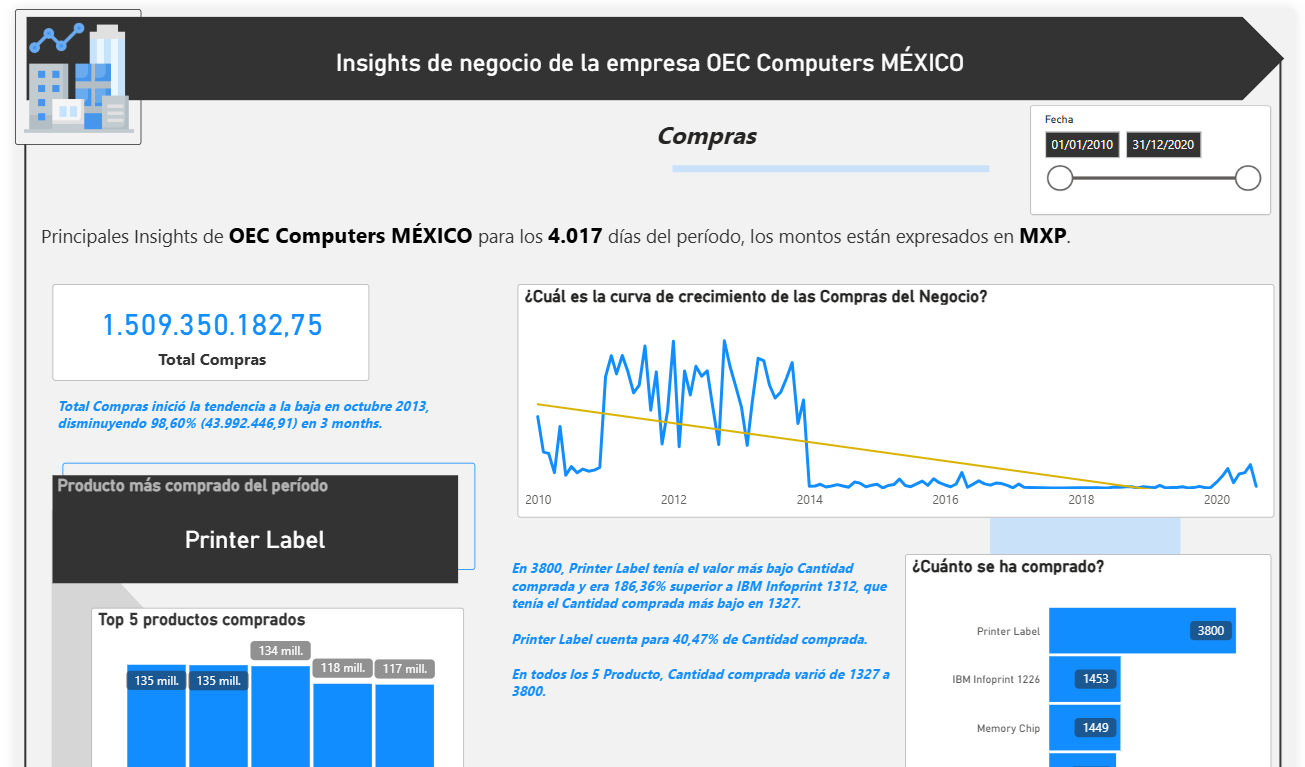 Insights de negocio de la empresa OEC Computers MÉXICO
Compras
Fecha
01/01/2010 31/12/2020
Principales Insights de OEC Computers MÉXICO para los 4.017 días del período, los montos están expresados en MXP.
1.509.350.182,75
Total Compras
Total Compras inició la tendencia a la baja en octubre 2013,
disminuyendo 98,60% (43.992.446,91) en 3 months.
¿Cuál es la curva de crecimiento de las Compras del Negocio?
2010 2012 2014 2016 2018 2020
Producto más comprado del período
Printer Label
Top 5 productos comprados
135 mill. 135 mill. 134 mill. 118 mill. 117 mill.
En 3800, Printer Label tenía el valor más bajo Cantidad
comprada y era 186,36% superior a IBM Infoprint 1312, que
tenía el Cantidad comprada más bajo en 1327.
Printer Label cuenta para 40,47% de Cantidad comprada.
En todos los 5 Producto, Cantidad comprada varió de 1327 a
3800.
¿Cuánto se ha comprado?
Printer Label 3800
IBM Infoprint 1226 1453
Memory Chip 1449